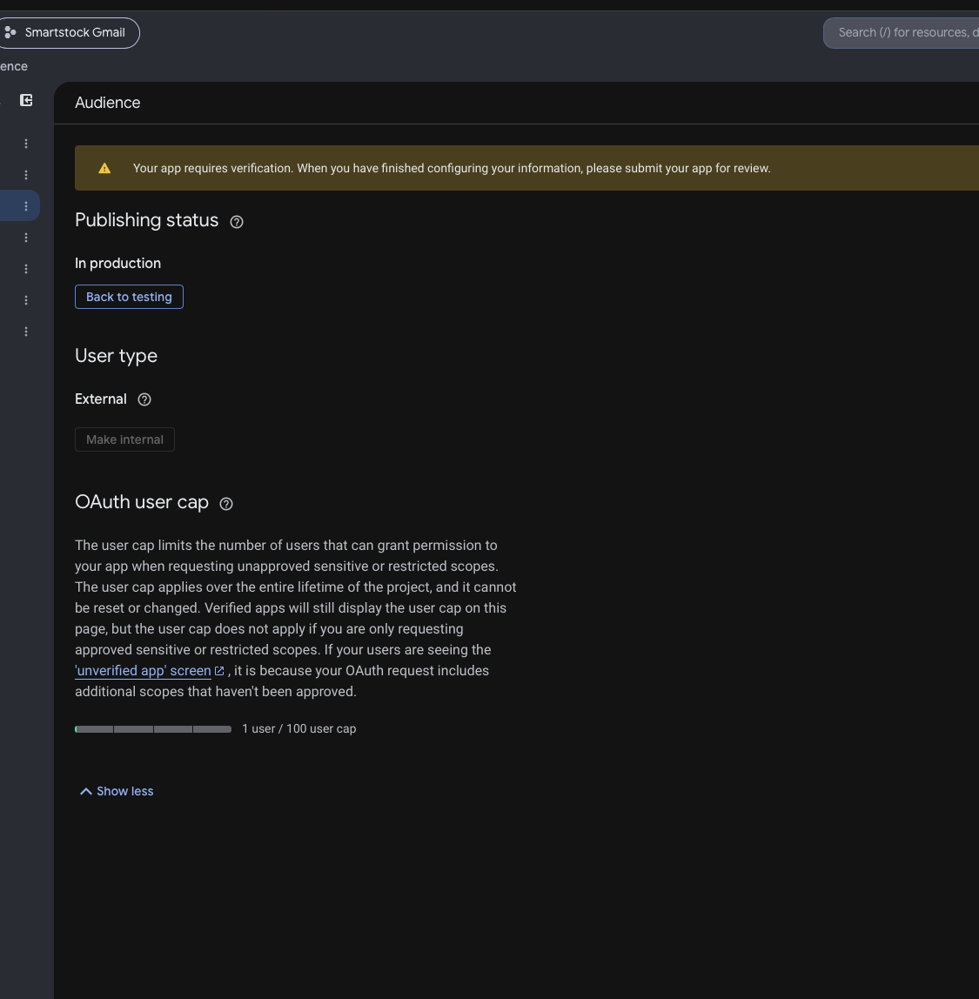 Smartstock Gmail
Search (/) for resources, d
ence
Audience
Your app requires verification. When you have finished configuring your information, please submit your app for review.
Publishing status
In production
Back to testing
User type
External
Make internal
OAuth user cap
The user cap limits the number of users that can grant permission to
your app when requesting unapproved sensitive or restricted scopes.
The user cap applies over the entire lifetime of the project, and it cannot
be reset or changed. Verified apps will still display the user cap on this
page, but the user cap does not apply if you are only requesting
approved sensitive or restricted scopes. If your users are seeing the
'unverified app' screen , it is because your OAuth request includes
additional scopes that haven't been approved.
1 user / 100 user cap
Show less